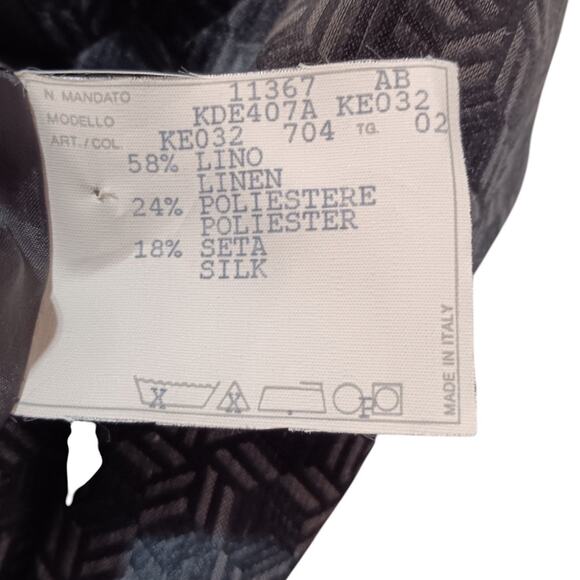 N. MANDATO 11367 AB
MODELLO KDE407A KE032
ART./COL. KE032 704 TG. 02
58% LINO
LINEN
24% POLIESTERE
POLIESTER
18% SETA
SILK
X X F
MADE IN ITALY